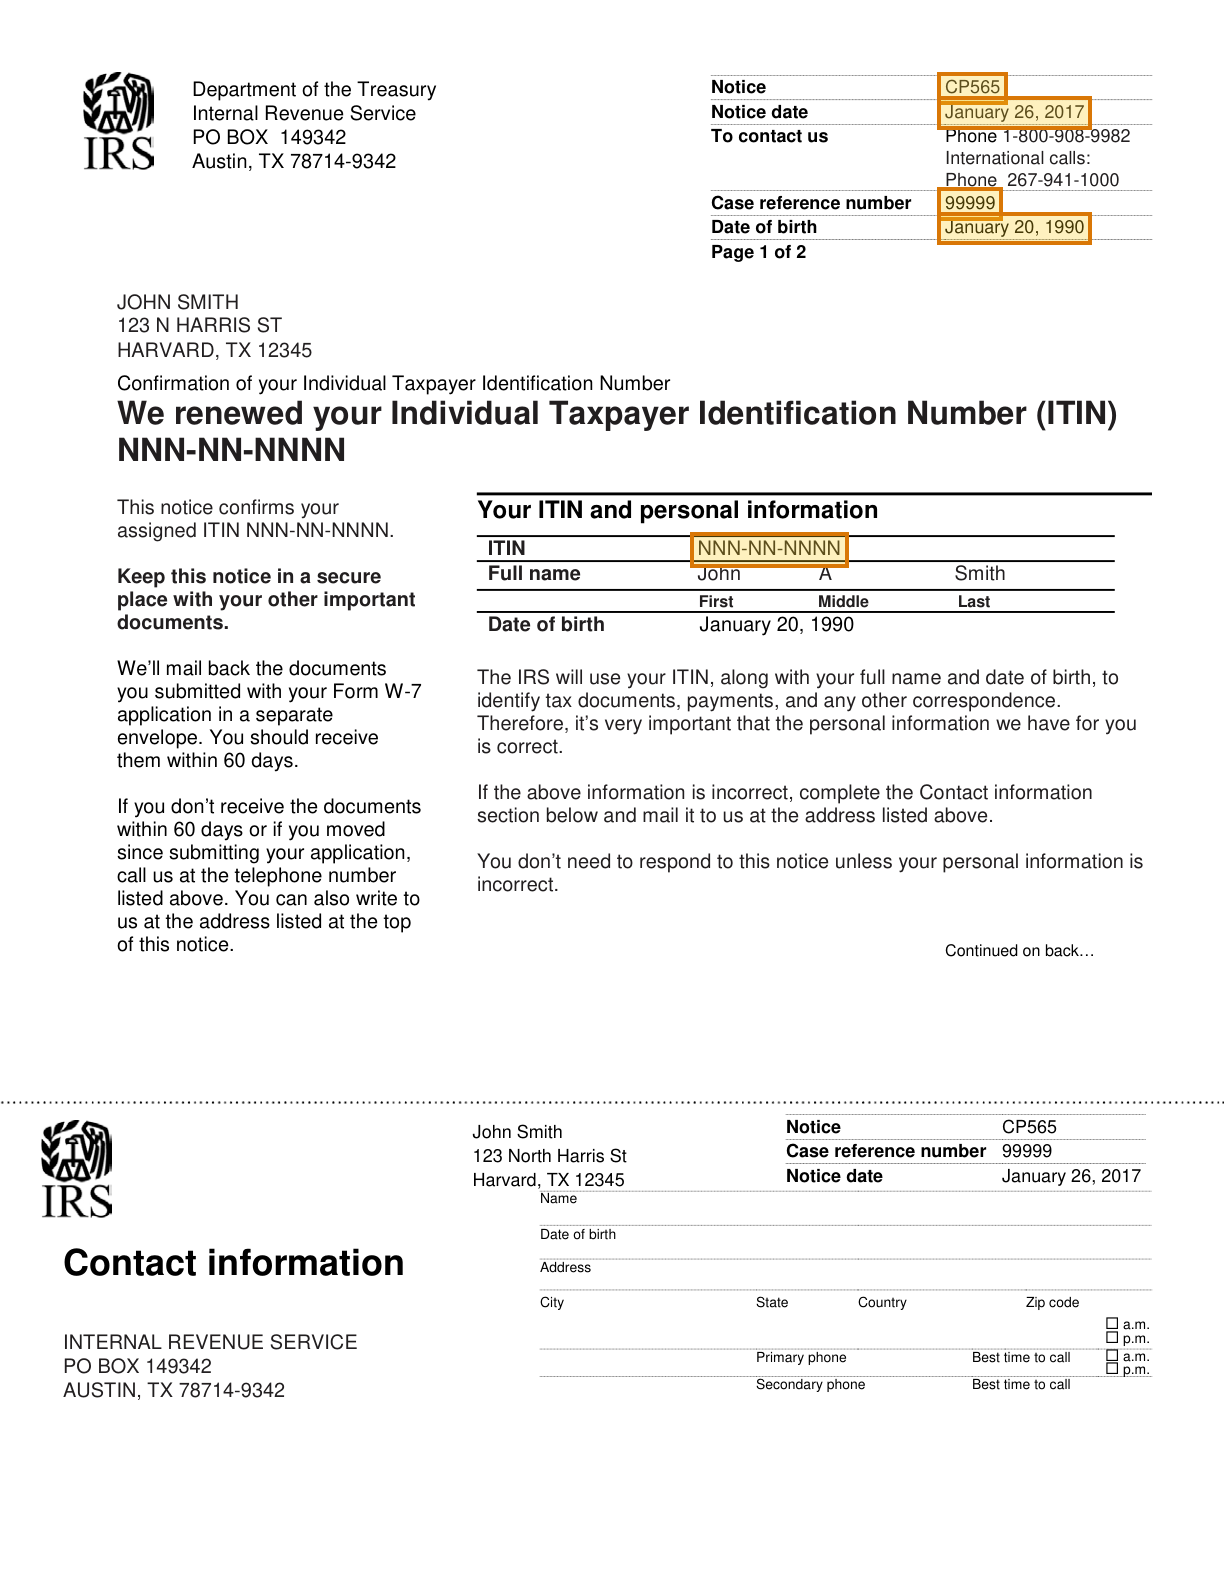 IRS
Department of the Treasury
Internal Revenue Service
PO BOX 149342
Austin, TX 78714-9342
Notice CP565
Notice date January 26, 2017
To contact us Phone 1-800-908-9982
International calls:
Phone 267-941-1000
Case reference number 99999
Date of birth January 20, 1990
Page 1 of 2
JOHN SMITH
123 N HARRIS ST
HARVARD, TX 12345
Confirmation of your Individual Taxpayer Identification Number
We renewed your Individual Taxpayer Identification Number (ITIN)
NNN-NN-NNNN
This notice confirms your
assigned ITIN NNN-NN-NNNN.
Keep this notice in a secure
place with your other important
documents.
We’ll mail back the documents
you submitted with your Form W-7
application in a separate
envelope. You should receive
them within 60 days.
If you don’t receive the documents
within 60 days or if you moved
since submitting your application,
call us at the telephone number
listed above. You can also write to
us at the address listed at the top
of this notice.
Your ITIN and personal information
ITIN NNN-NN-NNNN
Full name John A Smith
First Middle Last
Date of birth January 20, 1990
The IRS will use your ITIN, along with your full name and date of birth, to
identify tax documents, payments, and any other correspondence.
Therefore, it’s very important that the personal information we have for you
is correct.
If the above information is incorrect, complete the Contact information
section below and mail it to us at the address listed above.
You don’t need to respond to this notice unless your personal information is
incorrect.
Continued on back…
IRS
John Smith
123 North Harris St
Harvard, TX 12345
Notice CP565
Case reference number 99999
Notice date January 26, 2017
Contact information
INTERNAL REVENUE SERVICE
PO BOX 149342
AUSTIN, TX 78714-9342
Name
Date of birth
Address
City State Country Zip code
a.m.
p.m.
Primary phone Best time to call a.m.
p.m.
Secondary phone Best time to call